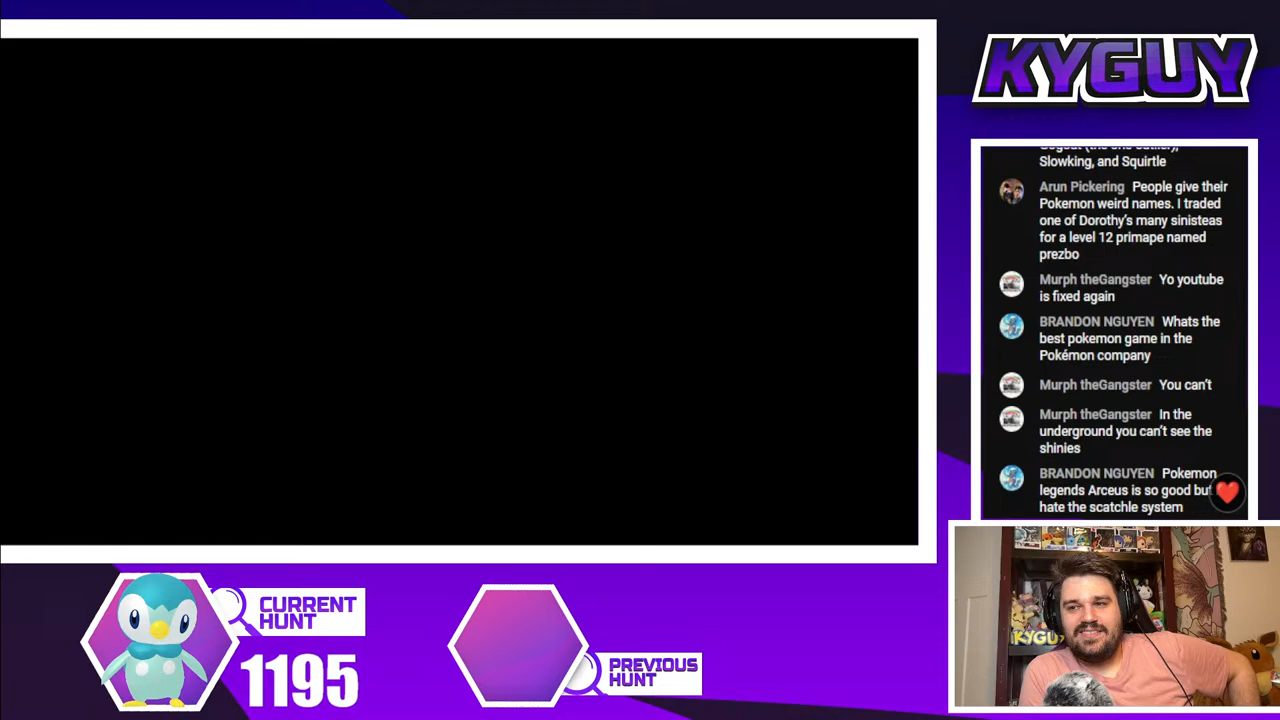 KYGUY
Slowking, and Squirtle
Arun Pickering People give their
Pokemon weird names. I traded
one of Dorothy's many sinisteas
for a level 12 primape named
prezbo
Murph theGangster Yo youtube
is fixed again
BRANDON NGUYEN Whats the
best pokemon game in the
Pokémon company
Murph theGangster You can't
Murph theGangster In the
underground you can't see the
shinies
BRANDON NGUYEN Pokemon
legends Arceus is so good but
hate the scatchle system
CURRENT
HUNT
1195
PREVIOUS
HUNT
KYGUY